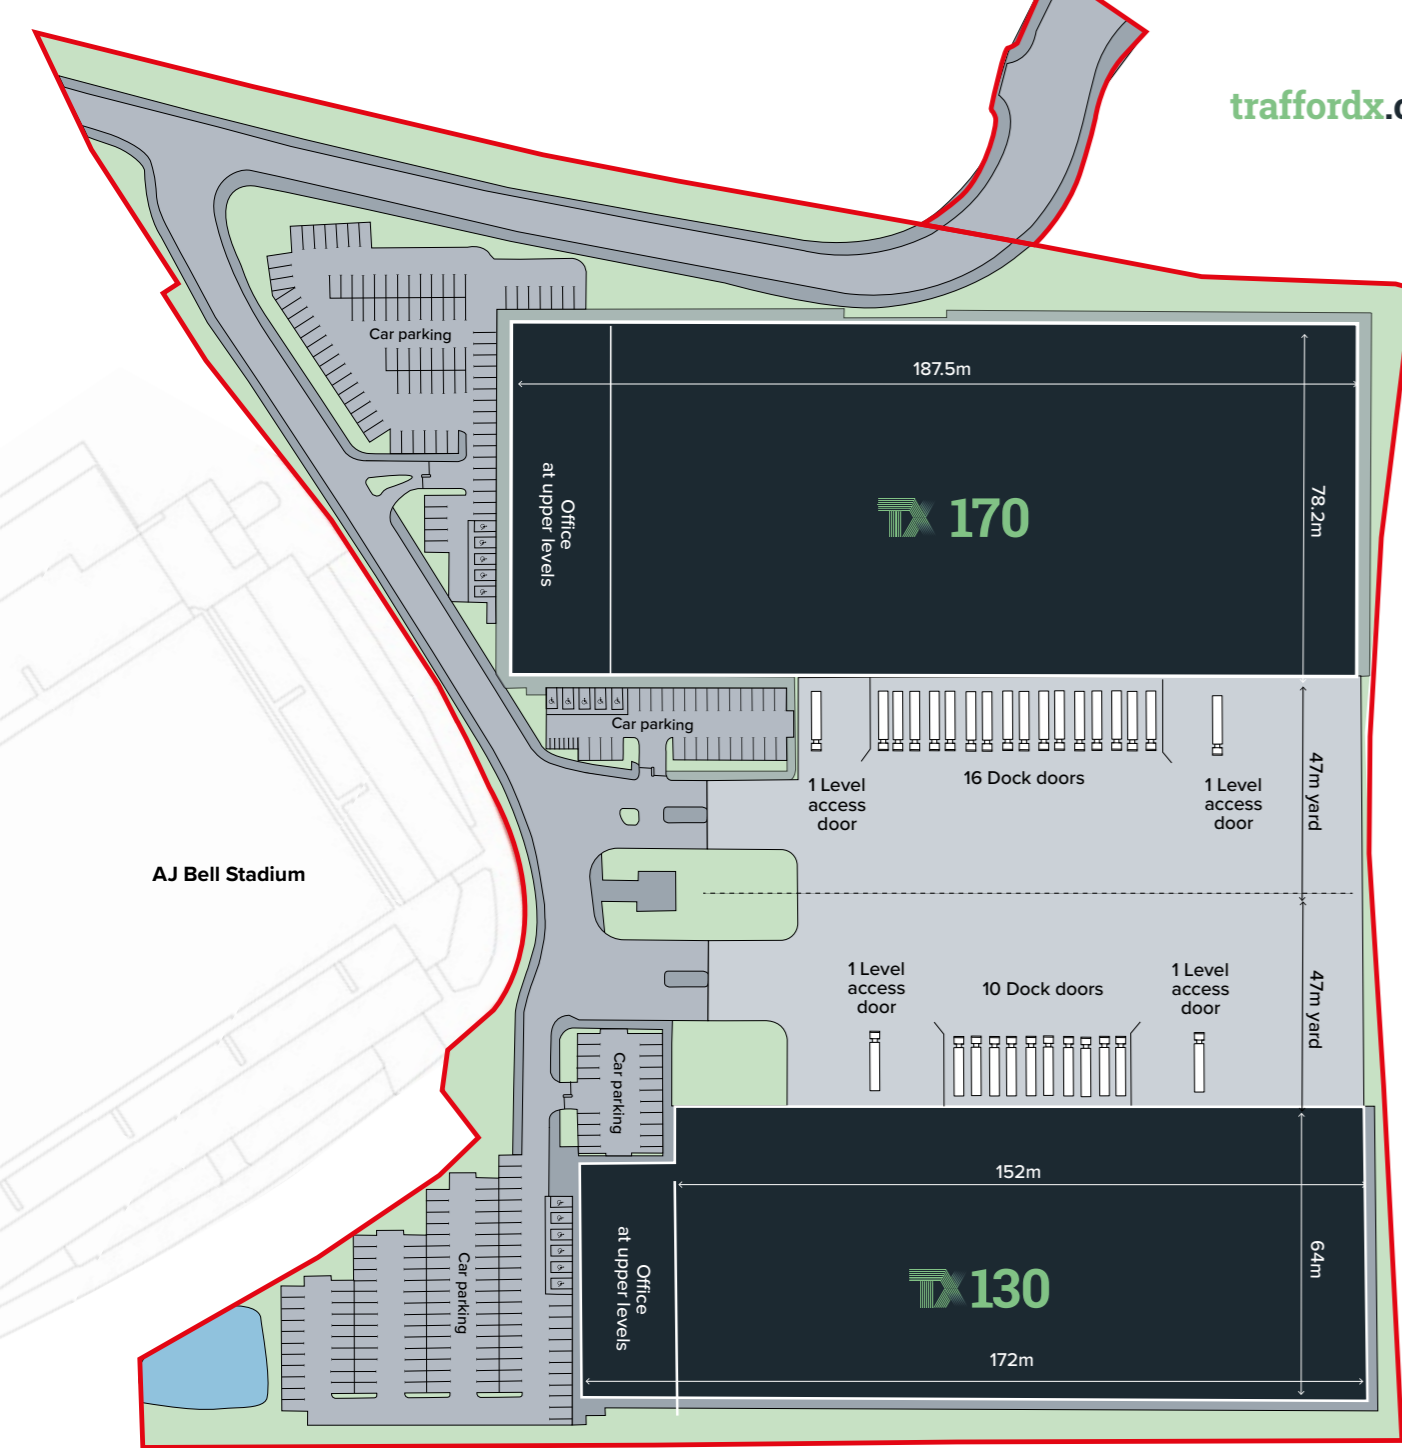 traffordx.
Car parking
187.5m
Office
at upper levels
TX 170
78.2m
Car parking
16 Dock doors
1 Level
access
door
1 Level
access
door
47m yard
AJ Bell Stadium
1 Level
access
door
10 Dock doors
1 Level
access
door
47m yard
Car parking
152m
Car parking
Office
at upper levels
TX 130
64m
172m